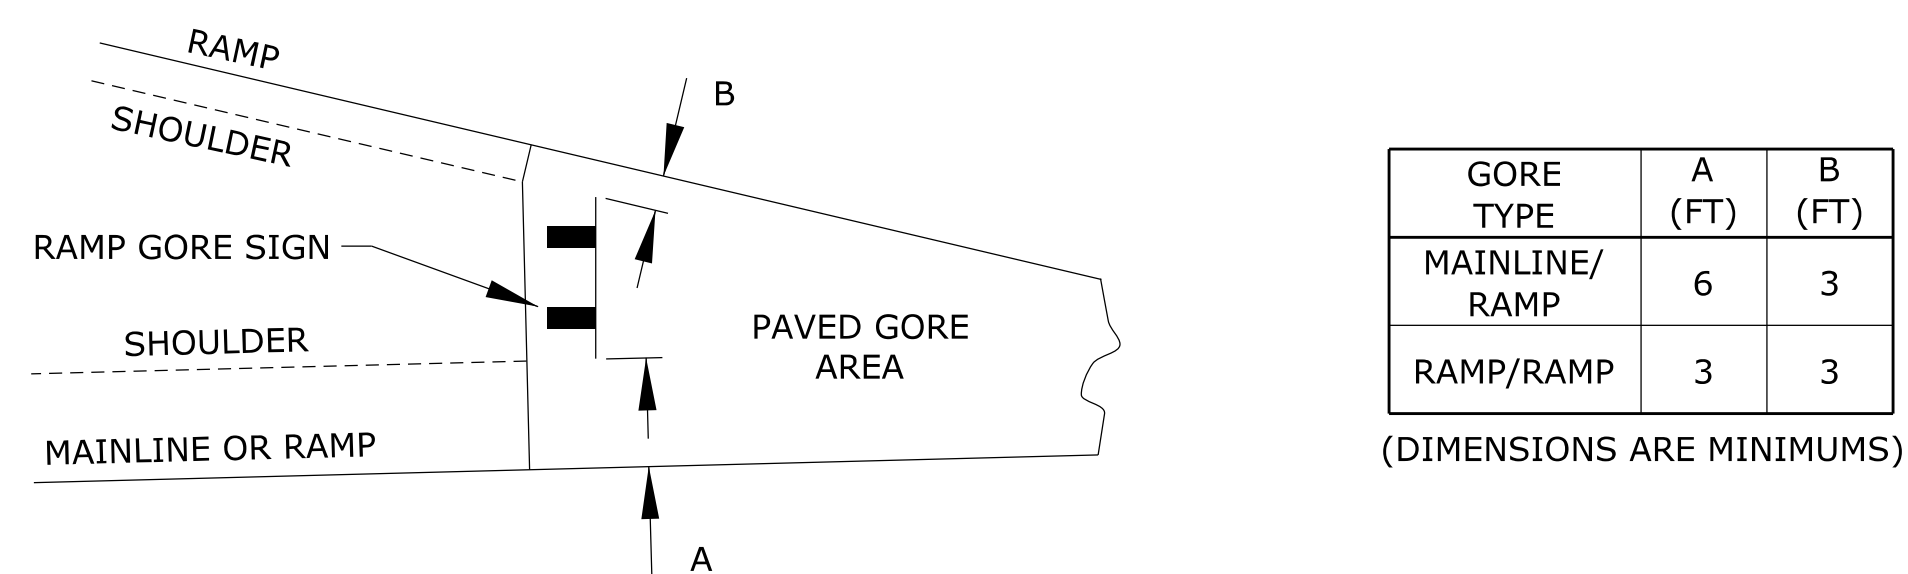 RAMP
SHOULDER
B
RAMP GORE SIGN
SHOULDER
PAVED GORE
AREA
MAINLINE OR RAMP
A
GORE
TYPE
A
(FT)
B
(FT)
MAINLINE/
RAMP
6
3
RAMP/RAMP
3
3
(DIMENSIONS ARE MINIMUMS)